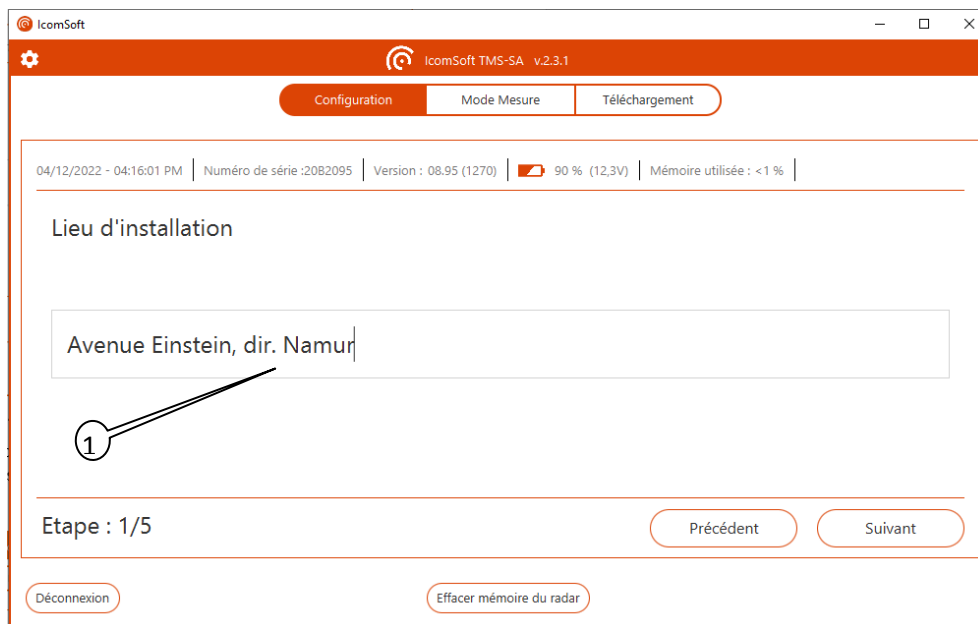 IcomSoft
IcomSoft TMS-SA v.2.3.1
Configuration Mode Mesure Téléchargement
04/12/2022 - 04:16:01 PM Numéro de série :20B2095 Version : 08.95 (1270) 90 % (12,3V) Mémoire utilisée : <1 %
Lieu d'installation
Avenue Einstein, dir. Namur
1
Etape : 1/5 Précédent Suivant
Déconnexion Effacer mémoire du radar